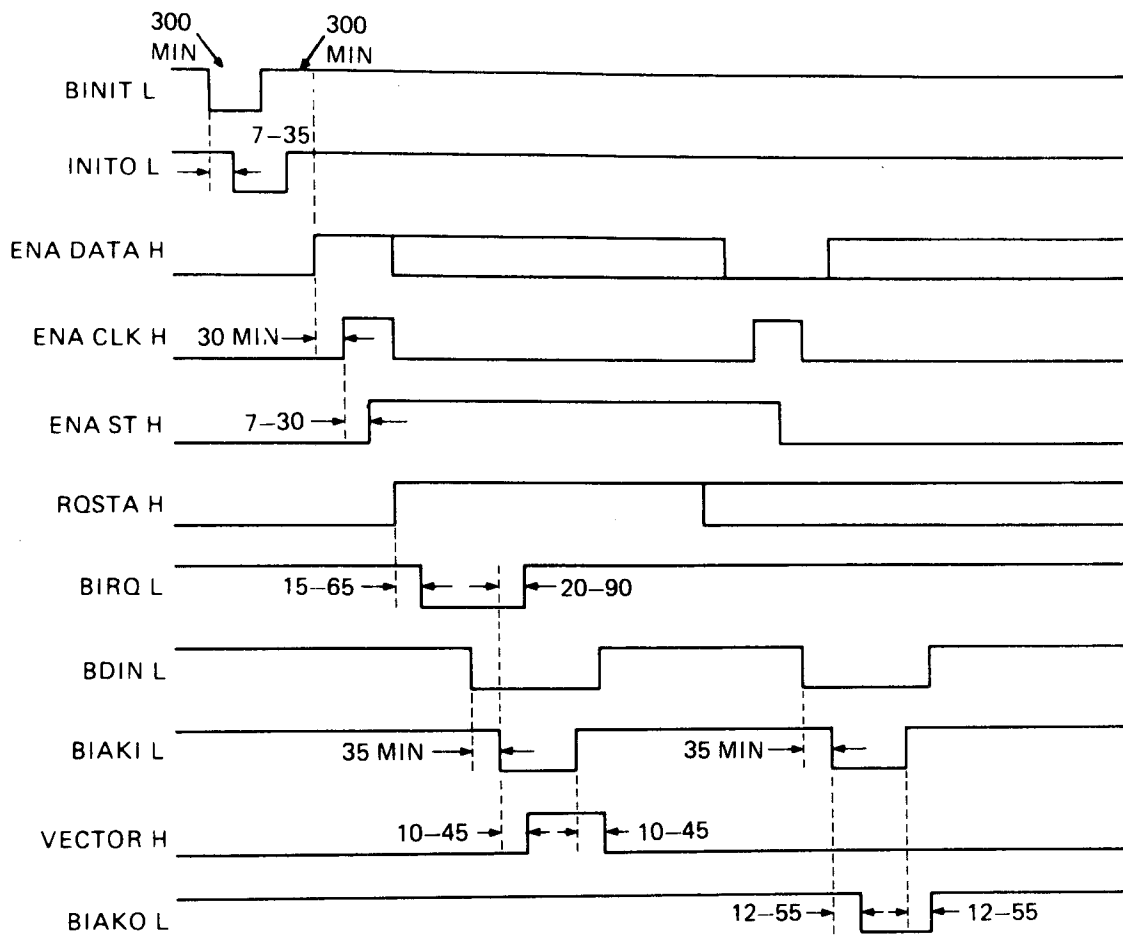 300
MIN
300
MIN
BINIT L
7–35
INITO L
ENA DATA H
ENA CLK H
30 MIN
ENA ST H
7–30
RQSTA H
BIRQ L
15–65
20–90
BDIN L
BIAKI L
35 MIN
35 MIN
VECTOR H
10–45
10–45
BIAKO L
12–55
12–55